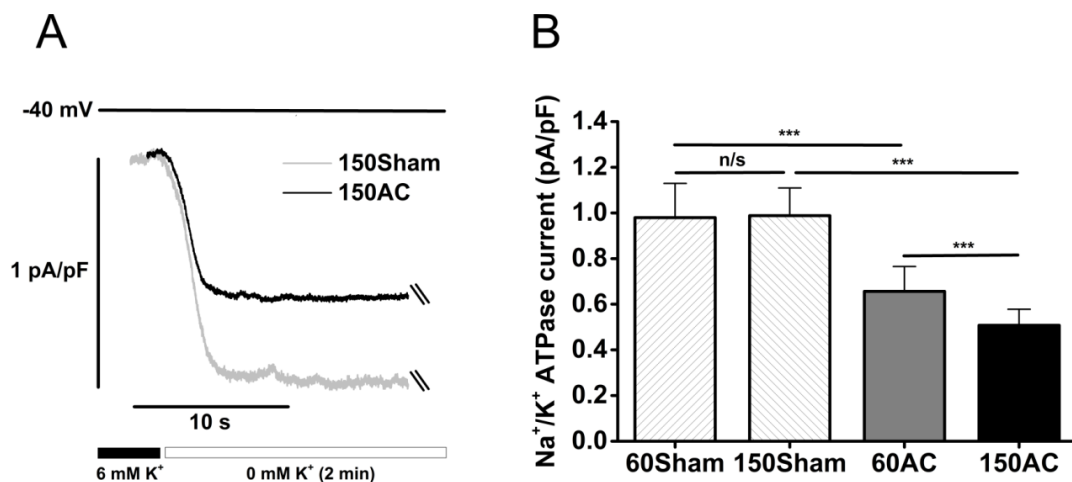 A
-40 mV
150Sham
150AC
1 pA/pF
10 s
6 mM K⁺
0 mM K⁺ (2 min)
B
Na⁺/K⁺ ATPase current (pA/pF)
1.4
1.2
1.0
0.8
0.6
0.4
0.2
0.0
***
n/s
***
***
60Sham 150Sham 60AC 150AC